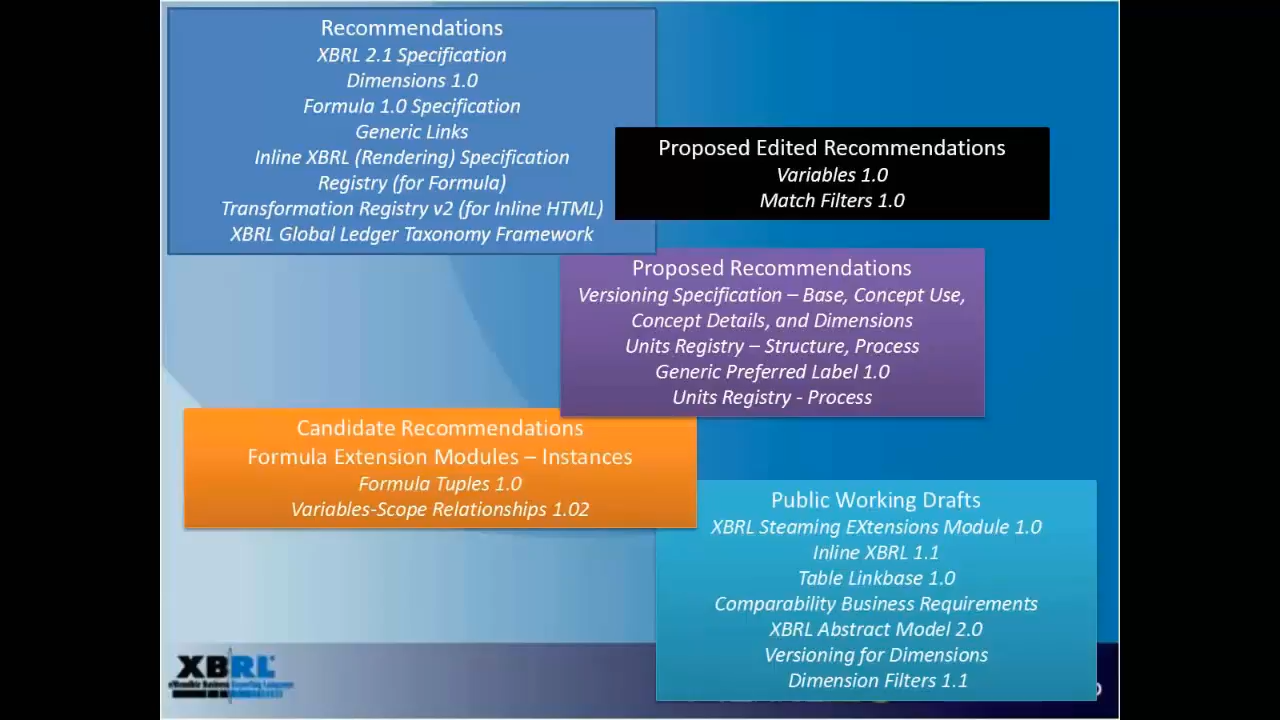 Recommendations
XBRL 2.1 Specification
Dimensions 1.0
Formula 1.0 Specification
Generic Links
Inline XBRL (Rendering) Specification
Registry (for Formula)
Transformation Registry v2 (for Inline HTML)
XBRL Global Ledger Taxonomy Framework
Proposed Edited Recommendations
Variables 1.0
Match Filters 1.0
Proposed Recommendations
Versioning Specification – Base, Concept Use,
Concept Details, and Dimensions
Units Registry – Structure, Process
Generic Preferred Label 1.0
Units Registry - Process
Candidate Recommendations
Formula Extension Modules – Instances
Formula Tuples 1.0
Variables-Scope Relationships 1.02
Public Working Drafts
XBRL Steaming EXtensions Module 1.0
Inline XBRL 1.1
Table Linkbase 1.0
Comparability Business Requirements
XBRL Abstract Model 2.0
Versioning for Dimensions
Dimension Filters 1.1
XBRL